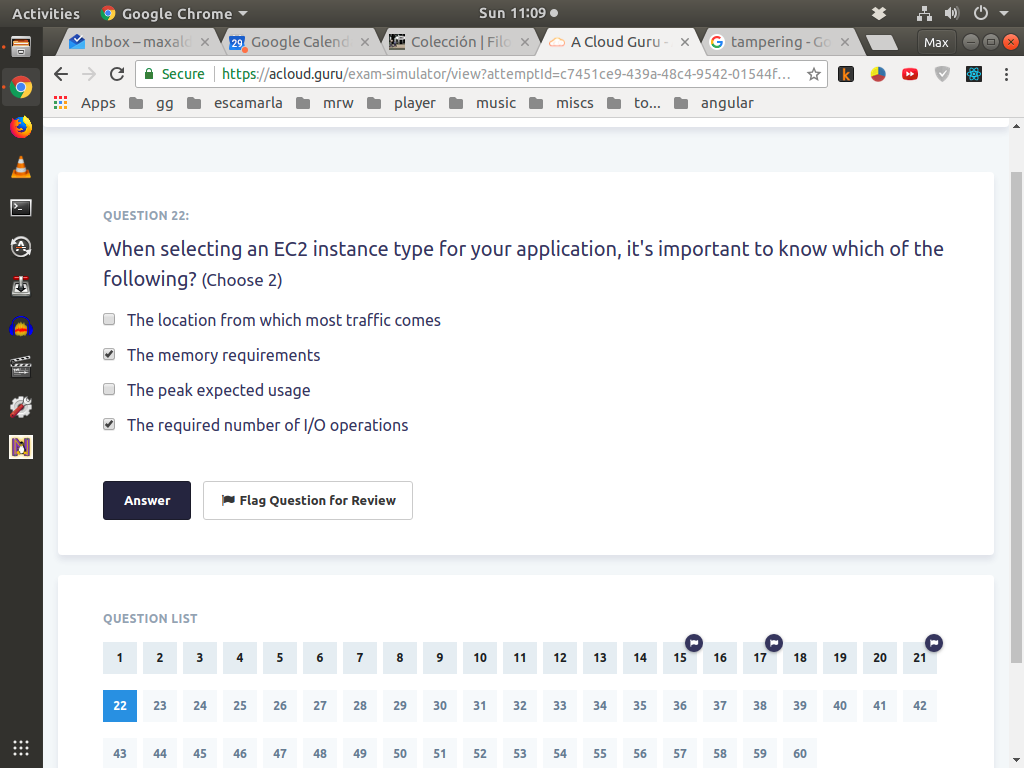 Activities Google Chrome Sun 11:09
Inbox – maxald Google Calend Colección | Filo A Cloud Guru - tampering - Go Max
Secure https://acloud.guru/exam-simulator/view?attemptId=c7451ce9-439a-48c4-9542-01544f...
Apps gg escamarla mrw player music miscs to... angular
QUESTION 22:
When selecting an EC2 instance type for your application, it's important to know which of the
following? (Choose 2)
The location from which most traffic comes
The memory requirements
The peak expected usage
The required number of I/O operations
Answer Flag Question for Review
QUESTION LIST
1 2 3 4 5 6 7 8 9 10 11 12 13 14 15 16 17 18 19 20 21
22 23 24 25 26 27 28 29 30 31 32 33 34 35 36 37 38 39 40 41 42
43 44 45 46 47 48 49 50 51 52 53 54 55 56 57 58 59 60